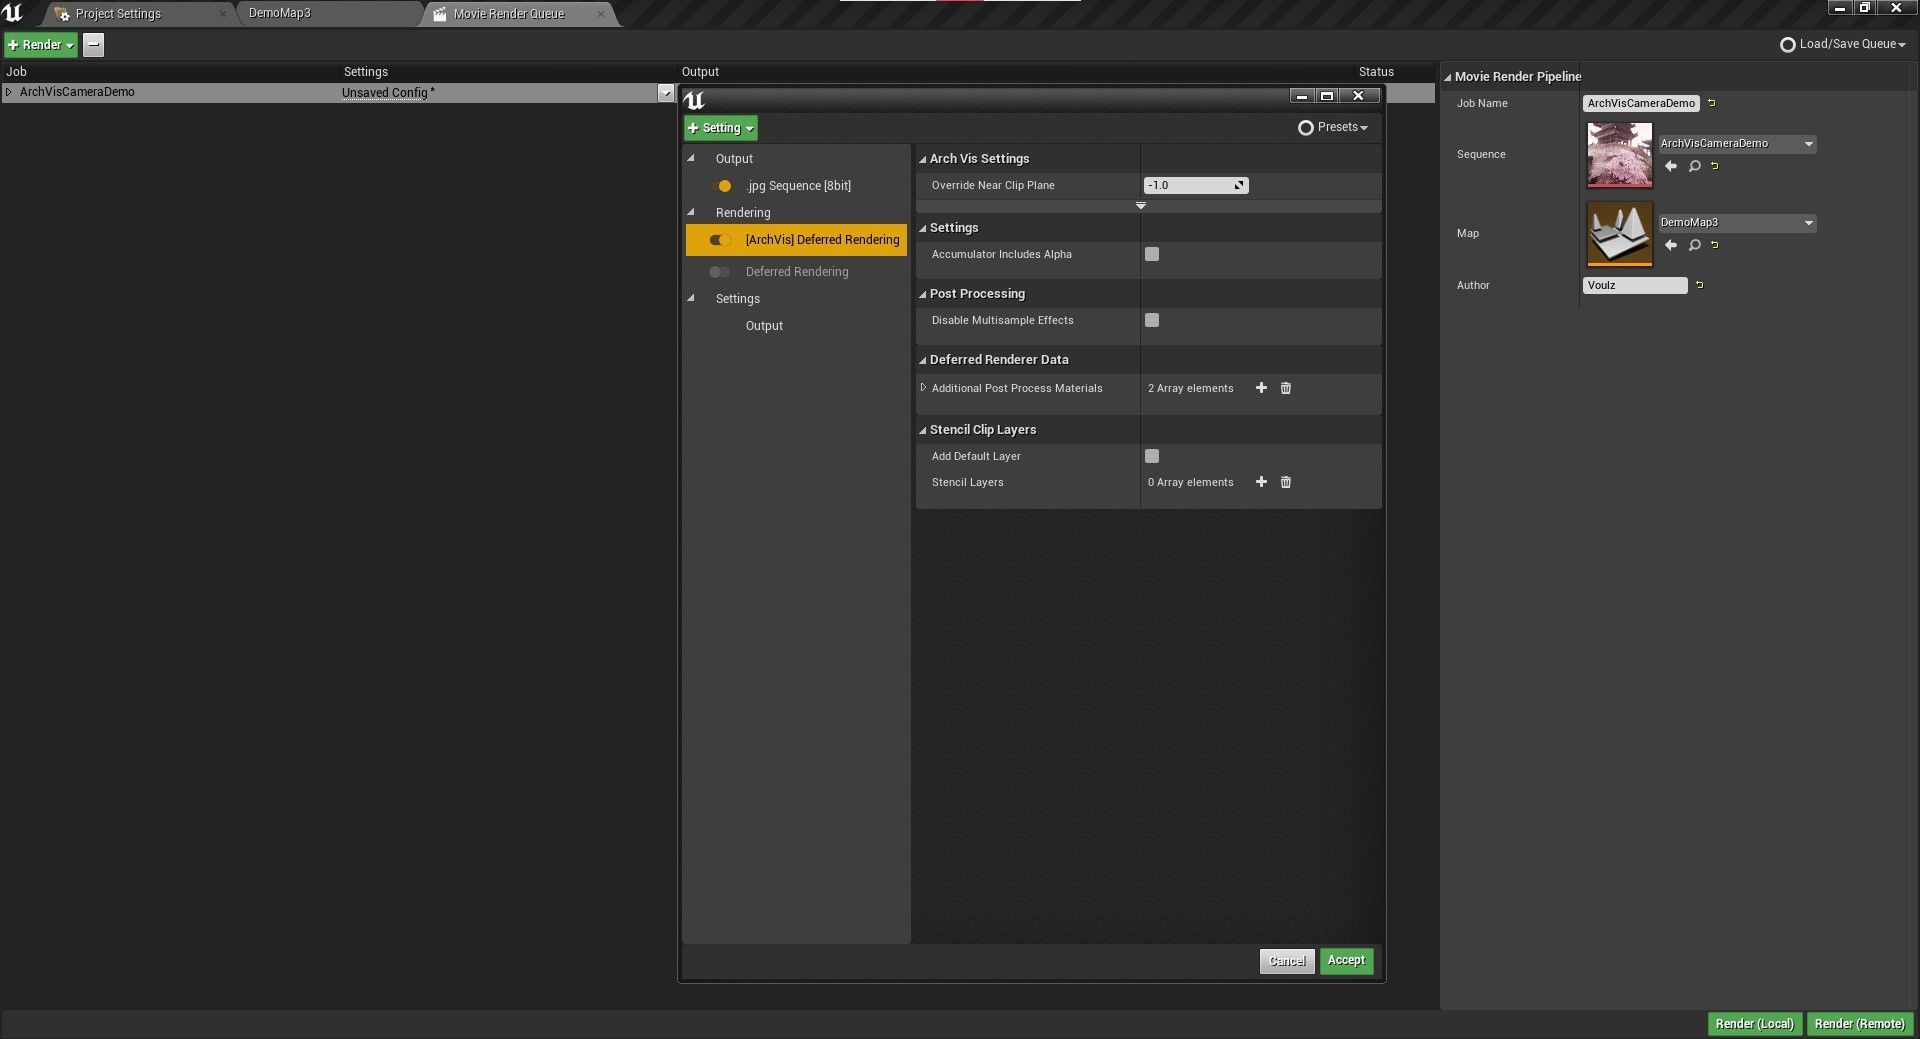 Project Settings
DemoMap3
Movie Render Queue
Render
Load/Save Queue
Job
Settings
Output
Status
ArchVisCameraDemo
Unsaved Config *
Setting
Presets
Output
.jpg Sequence [8bit]
Rendering
[ArchVis] Deferred Rendering
Deferred Rendering
Settings
Output
Arch Vis Settings
Override Near Clip Plane
-1.0
Settings
Accumulator Includes Alpha
Post Processing
Disable Multisample Effects
Deferred Renderer Data
Additional Post Process Materials
2 Array elements
Stencil Clip Layers
Add Default Layer
Stencil Layers
0 Array elements
Cancel
Accept
Movie Render Pipeline
Job Name
ArchVisCameraDemo
Sequence
ArchVisCameraDemo
Map
DemoMap3
Author
Voulz
Render (Local)
Render (Remote)